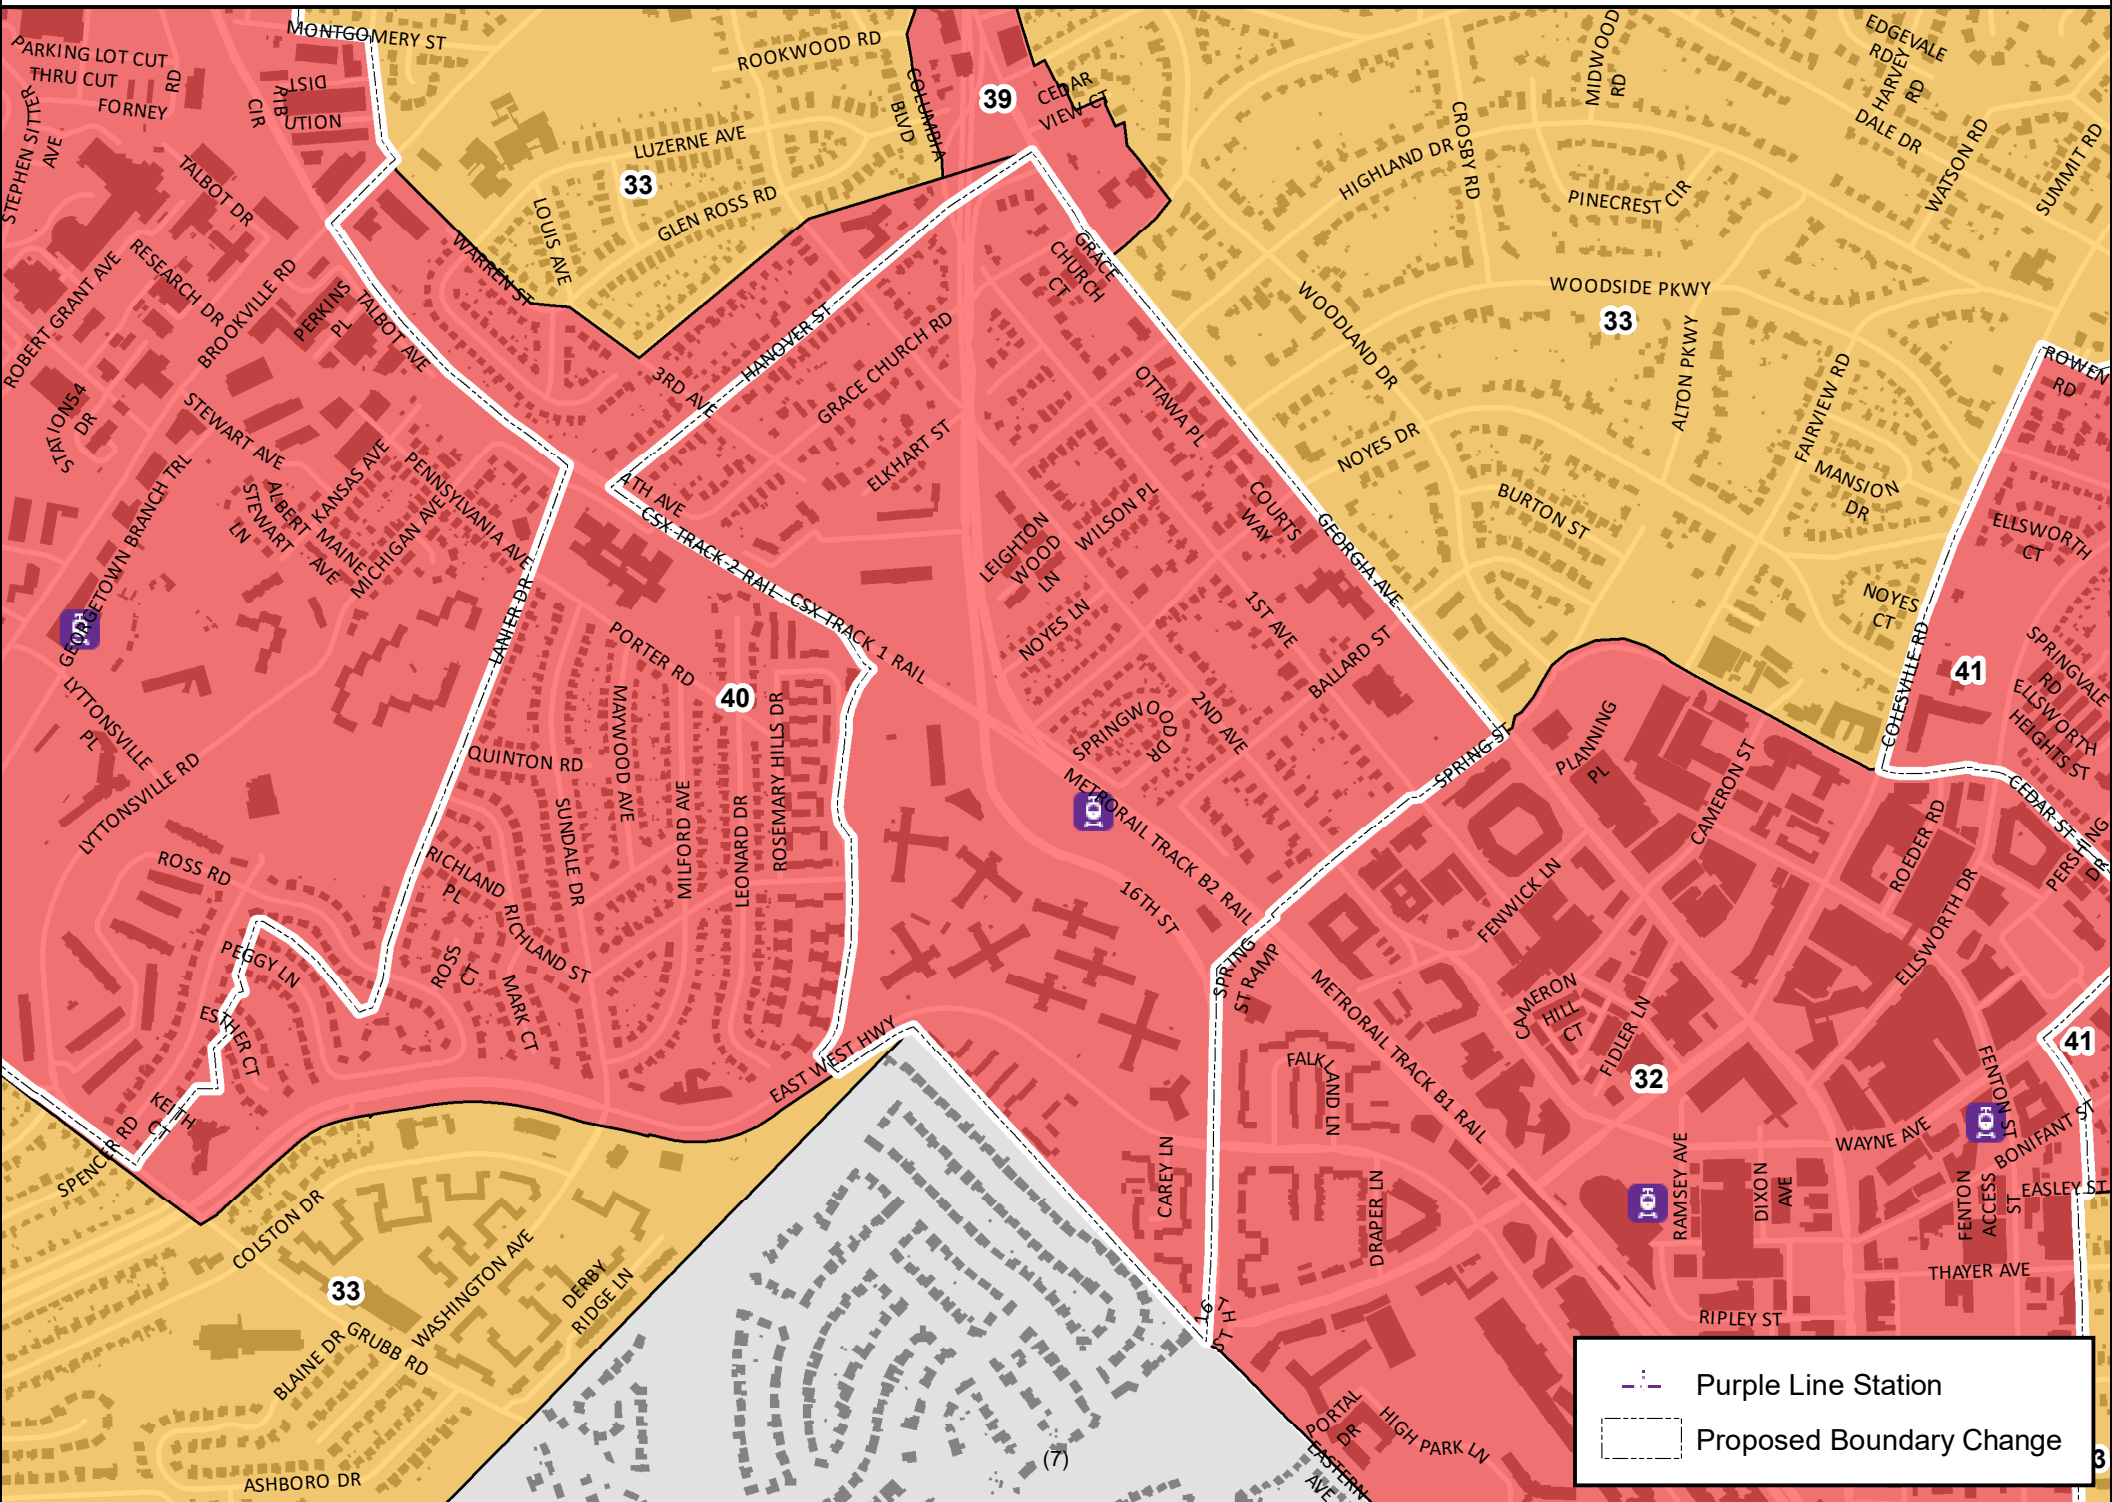 MONTGOMERY ST
PARKING LOT CUT
THRU CUT
RD
FORNEY
CIR
DIST
RIB
UTION
STEPHEN SITTER
AVE
TALBOT DR
ROOKWOOD RD
COLUMBIA
BLVD
39
CEDAR
VIEW CT
LUZERNE AVE
33
GLEN ROSS RD
LOUIS AVE
WARREN ST
MIDWOOD
RD
EDGEVALE
RD
HARVEY
RD
DALE DR
WATSON RD
SUMMIT RD
CROSBY RD
HIGHLAND DR
PINECREST CIR
WOODSIDE PKWY
33
WOODLAND DR
ALTON PKWY
FAIRVIEW RD
ROWEN
RD
ROBERT GRANT AVE
RESEARCH DR
BROOKVILLE RD
PERKINS
PL
TALBOT AVE
STATION54
DR
STEWART AVE
GRACE
CHURCH
CT
HANOVER ST
3RD AVE
GRACE CHURCH RD
ELKHART ST
4TH AVE
OTTAWA PL
NOYES DR
MANSION
DR
BURTON ST
ELLSWORTH
CT
GEORGETOWN BRANCH TRL
STEWART
LN
ALBERT
AVE
KANSAS AVE
MAINE
MICHIGAN AVE
PENNSYLVANIA AVE
LANIER DR
CSX TRACK 2 RAIL
CSX TRACK 1 RAIL
LEIGHTON
WOOD
LN
WILSON PL
COURTS
WAY
GEORGIA AVE
NOYES LN
1ST AVE
BALLARD ST
NOYES
CT
COLESVILLE RD
41
SPRINGVALE
RD
ELLSWORTH
HEIGHTS ST
PORTER RD
40
LYTTONSVILLE
PL
LYTTONSVILLE RD
QUINTON RD
MAYWOOD AVE
SUNDALE DR
MILFORD AVE
LEONARD DR
ROSEMARY HILLS DR
SPRINGWOOD DR
2ND AVE
METRORAIL TRACK B2 RAIL
16TH ST
SPRING ST
PLANNING
PL
CAMERON ST
ROEDER RD
CEDAR ST
PERSHING
DR
ROSS RD
RICHLAND
PL
RICHLAND ST
ROSS
CT
MARK CT
PEGGY LN
ESTHER CT
KEITH
CT
SPENCER RD
EAST WEST HWY
SPRING
ST RAMP
FENWICK LN
ELLSWORTH DR
CAMERON
HILL
CT
FIDLER LN
METRORAIL TRACK B1 RAIL
32
41
FALKLAND LN
CAREY LN
DRAPER LN
FENTON ST
BONIFANT ST
WAYNE AVE
EASLEY ST
RAMSEY AVE
DIXON
AVE
FENTON
ACCESS
ST
THAYER AVE
RIPLEY ST
16TH
ST
COLSTON DR
33
WASHINGTON AVE
DERBY
RIDGE LN
BLAINE DR
GRUBB RD
ASHBORO DR
(7)
PORTAL
DR
HIGH PARK LN
EASTERN
AVE
Purple Line Station
Proposed Boundary Change
3